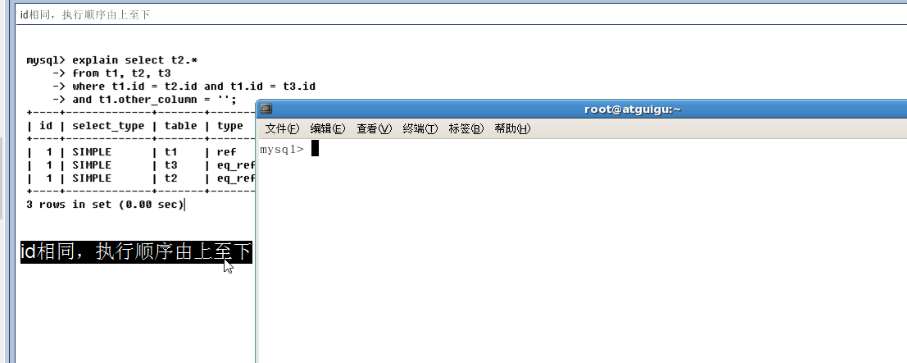 id相同，执行顺序由上至下
mysql> explain select t2.*
-> from t1, t2, t3
-> where t1.id = t2.id and t1.id = t3.id
-> and t1.other_column = '';
+----+-------------+-------+-------
| id | select_type | table | type
+----+-------------+-------+-------
| 1 | SIMPLE | t1 | ref
| 1 | SIMPLE | t3 | eq_ref
| 1 | SIMPLE | t2 | eq_ref
+----+-------------+-------+-------
3 rows in set (0.00 sec)
id相同，执行顺序由上至下
root@atguigu:~
文件(F) 编辑(E) 查看(V) 终端(T) 标签(B) 帮助(H)
mysql>